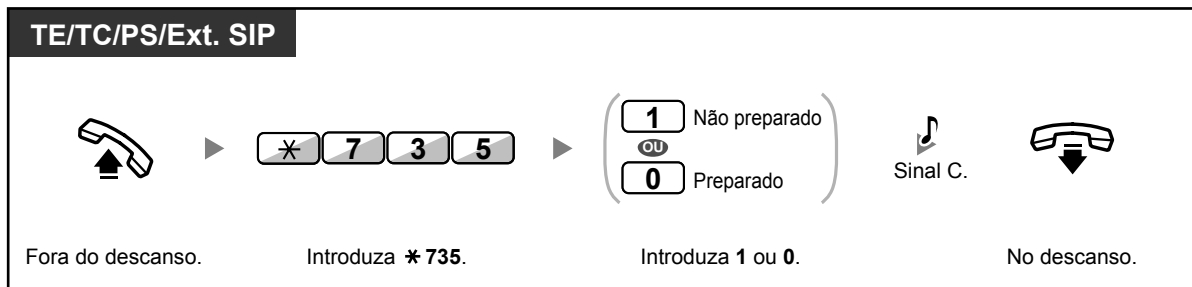 TE/TC/PS/Ext. SIP
* 7 3 5
1 Não preparado
OU
0 Preparado
Sinal C.
Fora do descanso.
Introduza * 735.
Introduza 1 ou 0.
No descanso.